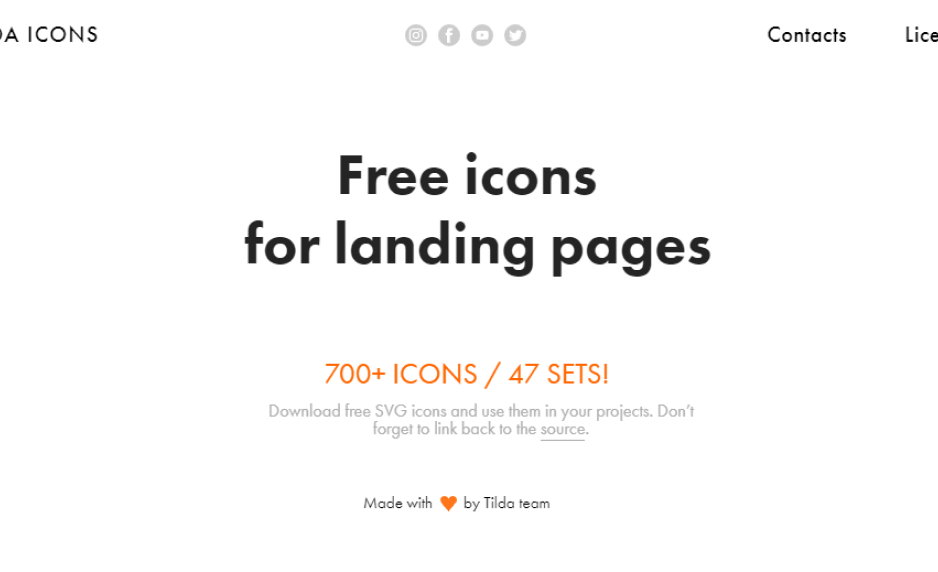 DA ICONS
Contacts
Lice
Free icons
for landing pages
700+ ICONS / 47 SETS!
Download free SVG icons and use them in your projects. Don't
forget to link back to the source.
Made with by Tilda team